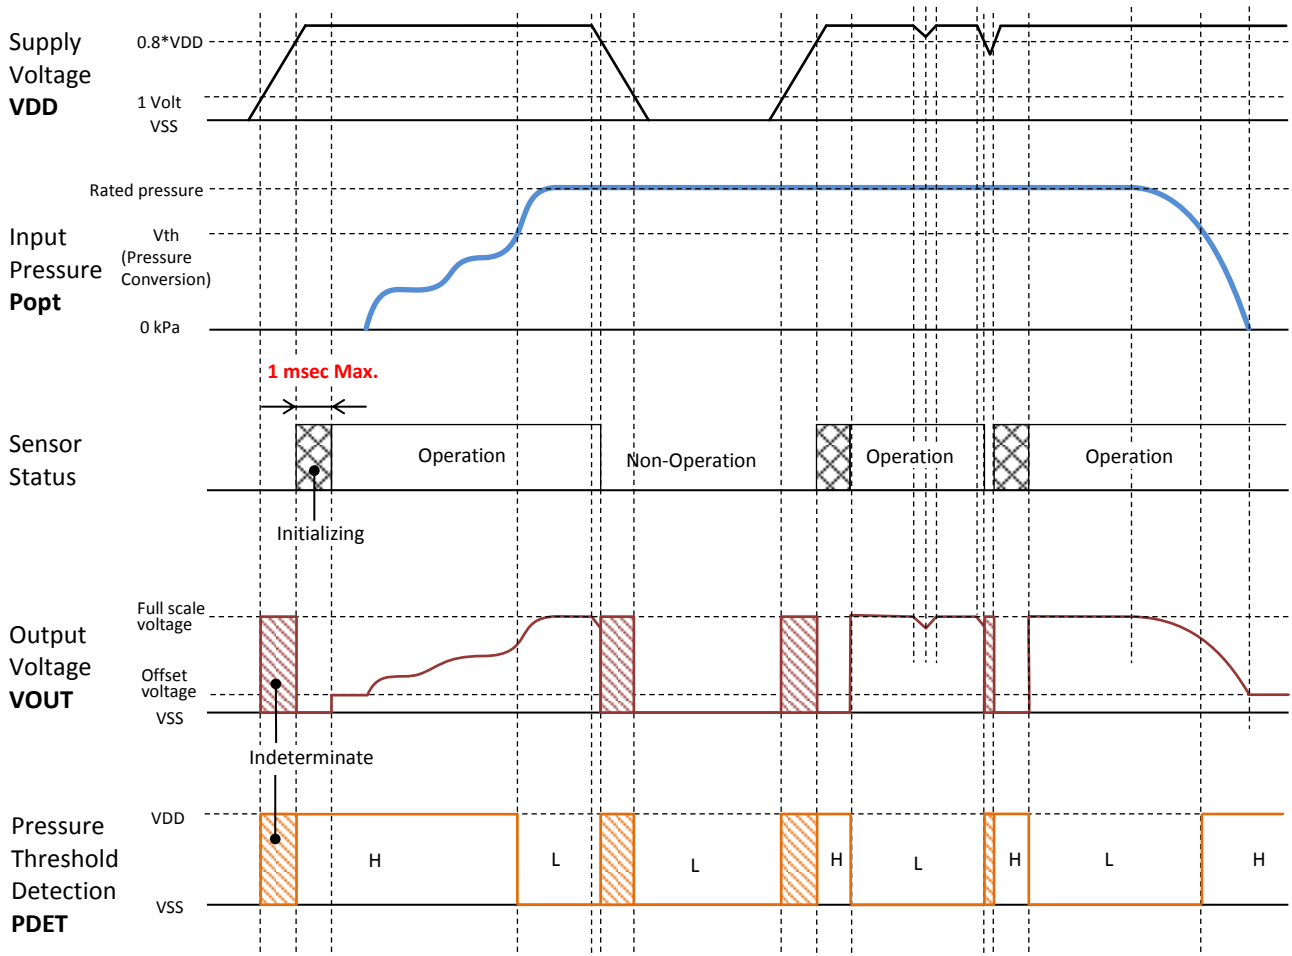 Supply
Voltage
VDD
0.8*VDD
1 Volt
VSS
Input
Pressure
Popt
Rated pressure
Vth
(Pressure
Conversion)
0 kPa
1 msec Max.
Sensor
Status
Operation
Non-Operation
Operation
Operation
Initializing
Output
Voltage
VOUT
Full scale
voltage
Offset
voltage
VSS
Indeterminate
Pressure
Threshold
Detection
PDET
VDD
VSS
H
L
L
H
L
H
L
H